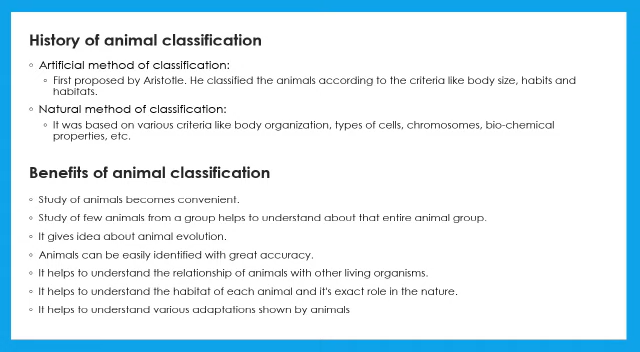 History of animal classification
◦ Artificial method of classification:
◦ First proposed by Aristotle. He classified the animals according to the criteria like body size, habits and
habitats.
◦ Natural method of classification:
◦ It was based on various criteria like body organization, types of cells, chromosomes, bio-chemical
properties, etc.
Benefits of animal classification
◦ Study of animals becomes convenient.
◦ Study of few animals from a group helps to understand about that entire animal group.
◦ It gives idea about animal evolution.
◦ Animals can be easily identified with great accuracy.
◦ It helps to understand the relationship of animals with other living organisms.
◦ It helps to understand the habitat of each animal and it's exact role in the nature.
◦ It helps to understand various adaptations shown by animals